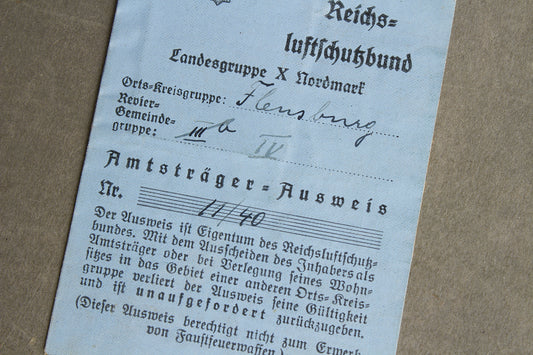 Reichs-
luftschutzbund
Landesgruppe X Nordmark
Orts-Kreisgruppe: Flensburg
Revier-
Gemeinde-
gruppe: III b IV
Amtsträger-Ausweis
Nr. 11/40
Der Ausweis ist Eigentum des Reichsluftschutz-
bundes. Mit dem Ausscheiden des Inhabers als
Amtsträger oder bei Verlegung seines Wohn-
sitzes in das Gebiet einer anderen Orts-Kreis-
gruppe verliert der Ausweis seine Gültigkeit
und ist unaufgefordert zurückzugeben.
(Dieser Ausweis berechtigt nicht zum Erwerb
von Faustfeuerwaffen.)